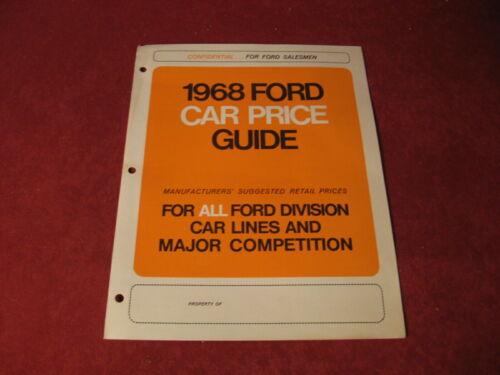 CONFIDENTIAL FOR FORD SALESMEN
1968 FORD
CAR PRICE
GUIDE
MANUFACTURERS' SUGGESTED RETAIL PRICES
FOR ALL FORD DIVISION
CAR LINES AND
MAJOR COMPETITION
PROPERTY OF